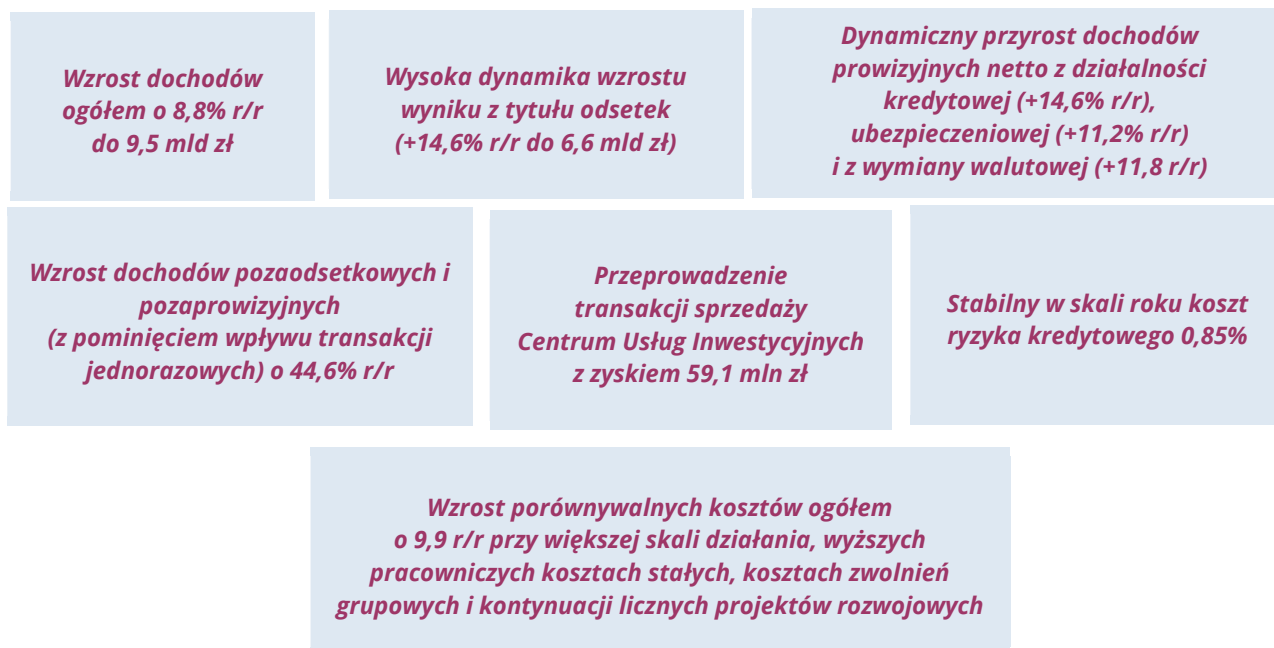 Wzrost dochodów
ogółem o 8,8% r/r
do 9,5 mld zł
Wysoka dynamika wzrostu
wyniku z tytułu odsetek
(+14,6% r/r do 6,6 mld zł)
Dynamiczny przyrost dochodów
prowizyjnych netto z działalności
kredytowej (+14,6% r/r),
ubezpieczeniowej (+11,2% r/r)
i z wymiany walutowej (+11,8 r/r)
Wzrost dochodów pozaodsetkowych i
pozaprowizyjnych
(z pominięciem wpływu transakcji
jednorazowych) o 44,6% r/r
Przeprowadzenie
transakcji sprzedaży
Centrum Usług Inwestycyjnych
z zyskiem 59,1 mln zł
Stabilny w skali roku koszt
ryzyka kredytowego 0,85%
Wzrost porównywalnych kosztów ogółem
o 9,9 r/r przy większej skali działania, wyższych
pracowniczych kosztach stałych, kosztach zwolnień
grupowych i kontynuacji licznych projektów rozwojowych